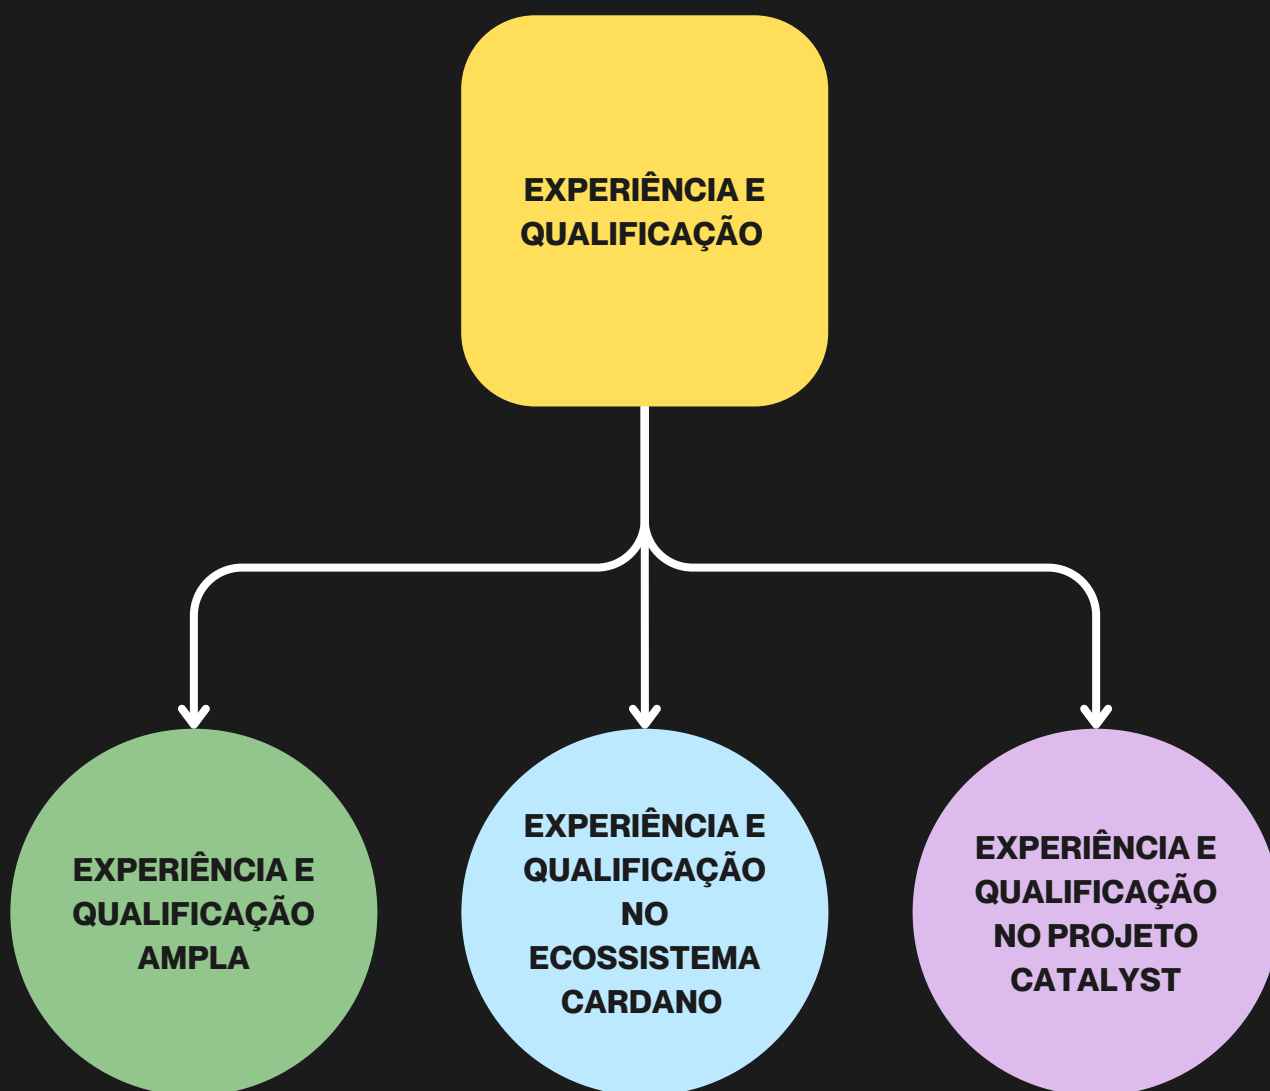 EXPERIÊNCIA E
QUALIFICAÇÃO
EXPERIÊNCIA E
QUALIFICAÇÃO
AMPLA
EXPERIÊNCIA E
QUALIFICAÇÃO
NO
ECOSSISTEMA
CARDANO
EXPERIÊNCIA E
QUALIFICAÇÃO
NO PROJETO
CATALYST